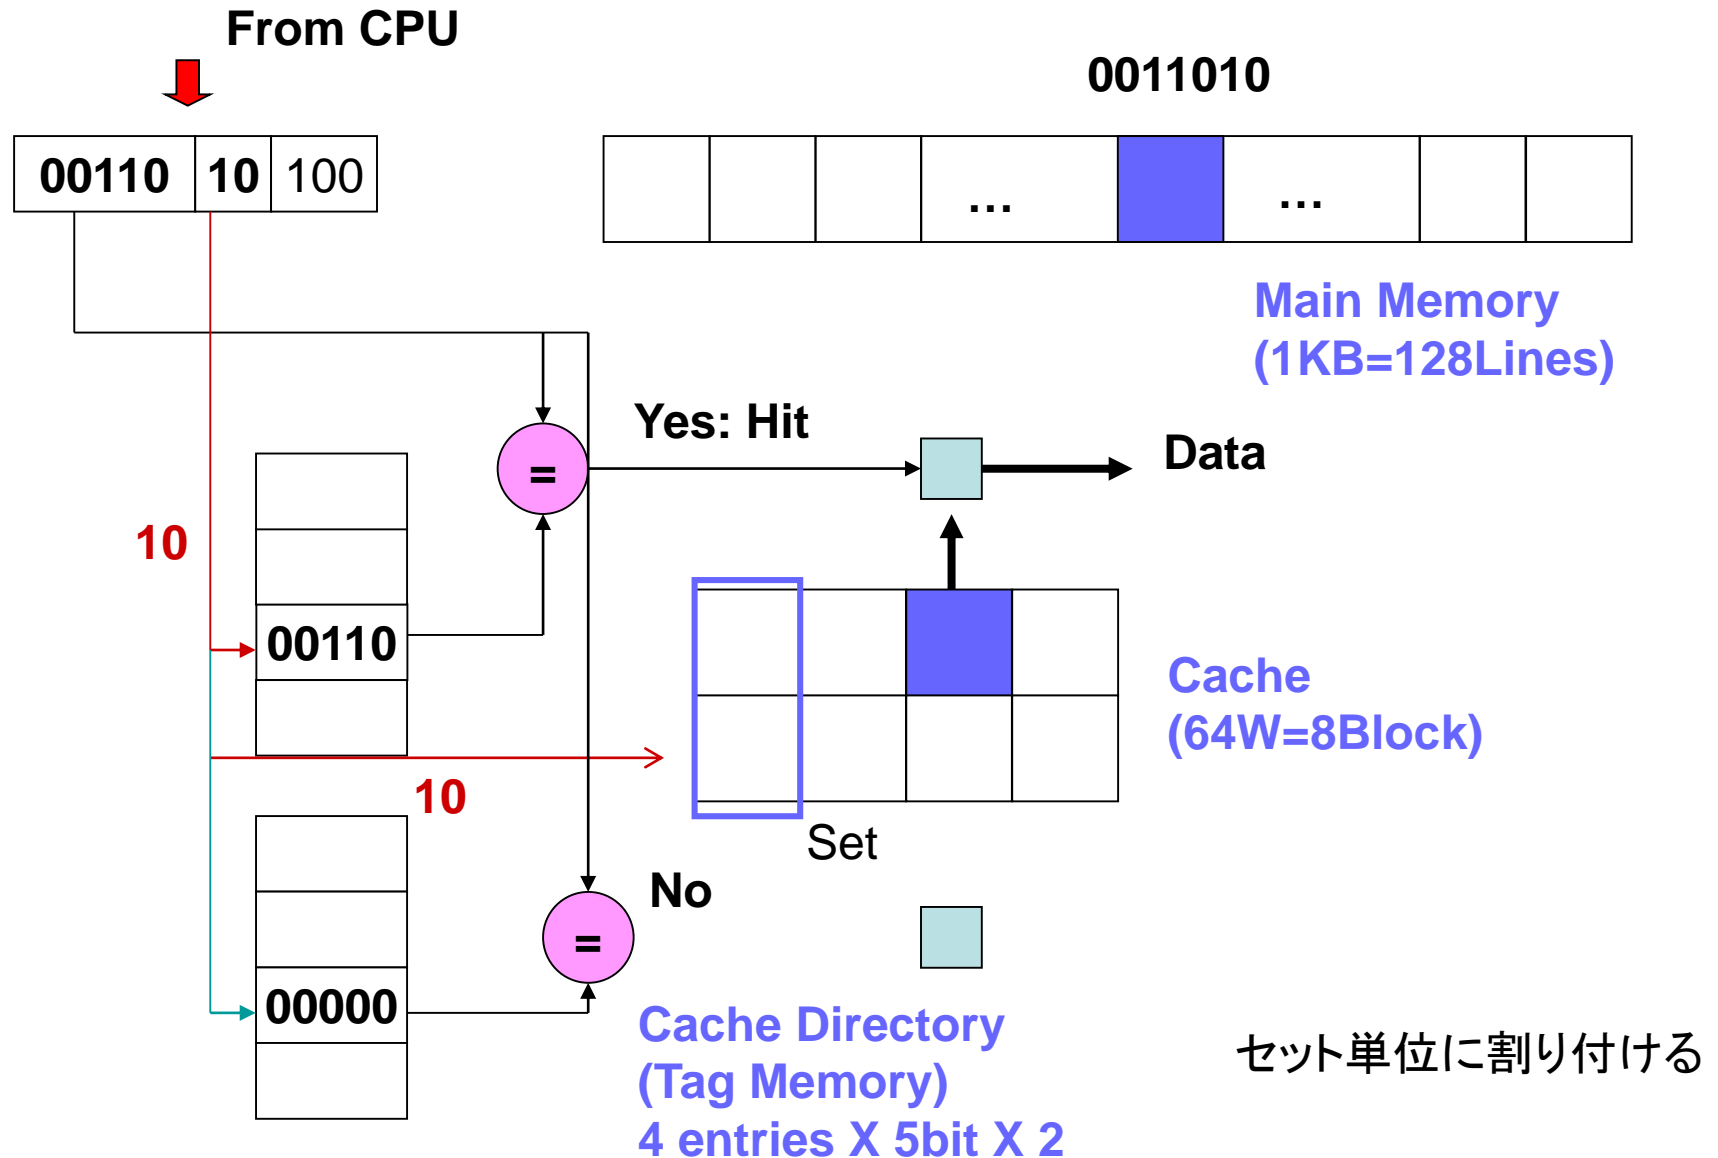 From CPU
0011010
00110 10 100
... ...
Main Memory
(1KB=128Lines)
Yes: Hit
Data
=
10
00110
Cache
(64W=8Block)
10
Set
No
=
00000
Cache Directory
(Tag Memory)
4 entries X 5bit X 2
セット単位に割り付ける